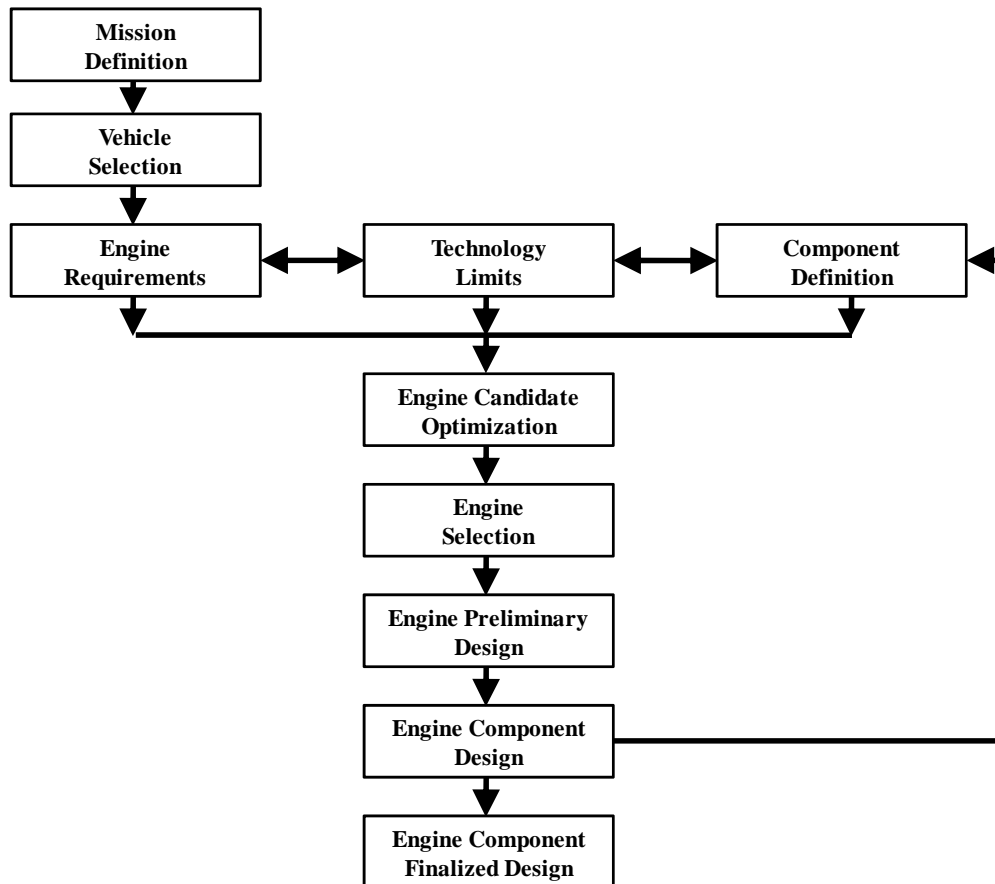 Mission
Definition
Vehicle
Selection
Engine
Requirements
Technology
Limits
Component
Definition
Engine Candidate
Optimization
Engine
Selection
Engine Preliminary
Design
Engine Component
Design
Engine Component
Finalized Design